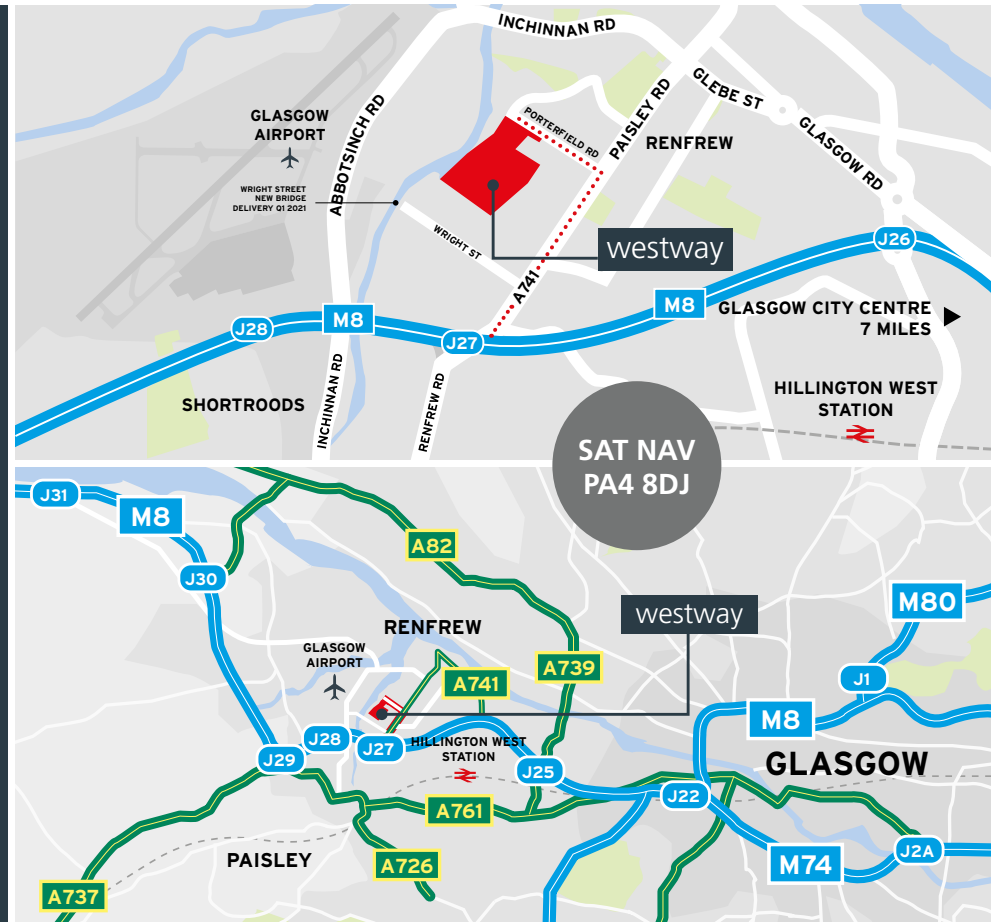 INCHINNAN RD
GLEBE ST
GLASGOW
AIRPORT
ABBOTSINCH RD
PORTERFIELD RD
PAISLEY RD
RENFREW
GLASGOW RD
WRIGHT STREET
NEW BRIDGE
DELIVERY Q1 2021
WRIGHT ST
westway
J26
A741
M8
GLASGOW CITY CENTRE
7 MILES
M8
J28
J27
INCHINNAN RD
RENFREW RD
SHORTROODS
HILLINGTON WEST
STATION
SAT NAV
PA4 8DJ
J31
M8
A82
J30
M80
westway
RENFREW
GLASGOW
AIRPORT
A739
A741
J1
M8
J28
J27
HILLINGTON WEST
STATION
J29
J25
GLASGOW
J22
A761
PAISLEY
A726
M74
J2A
A737